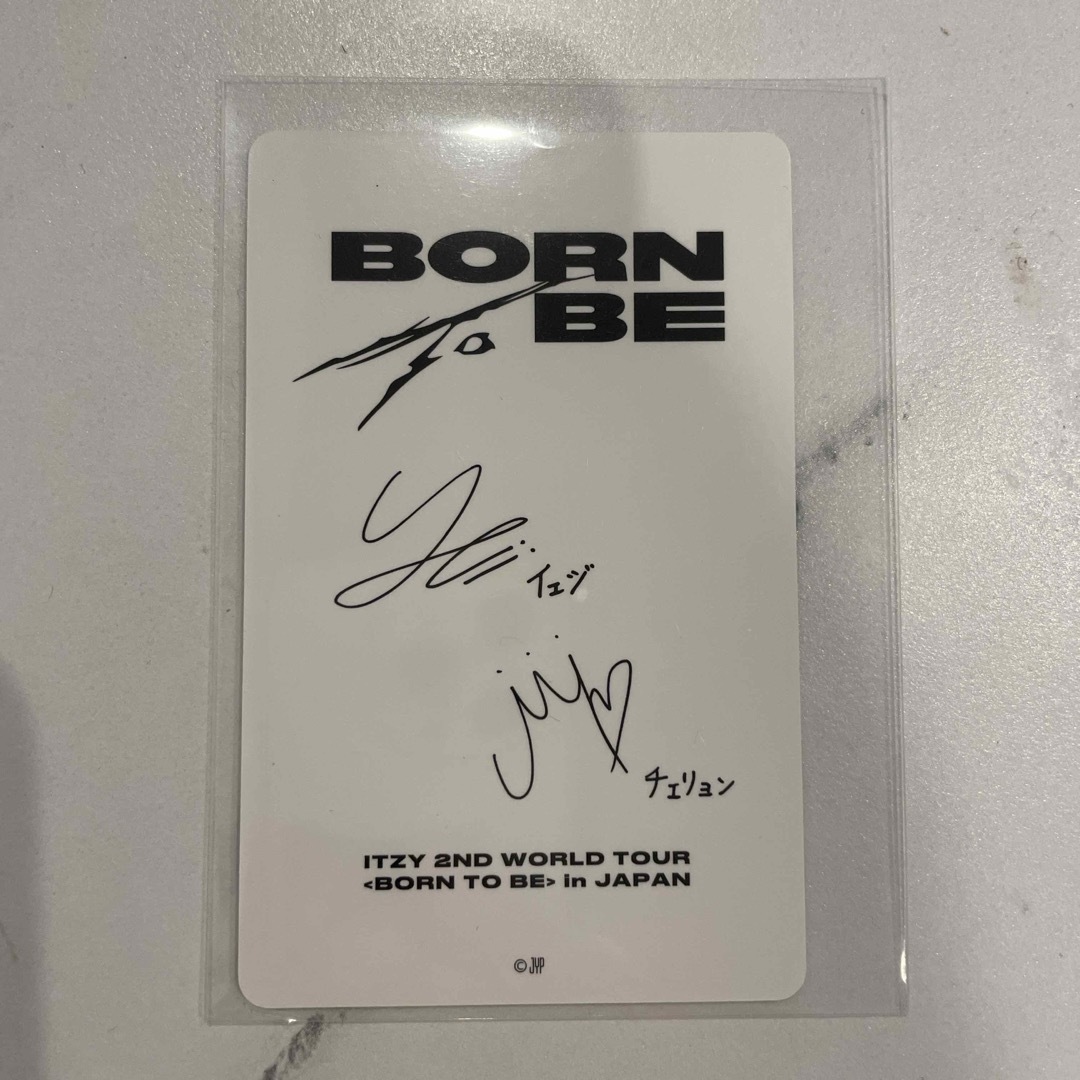 BORN
To BE
イェジ
チェリョン
ITZY 2ND WORLD TOUR
<BORN TO BE> in JAPAN
© JYP